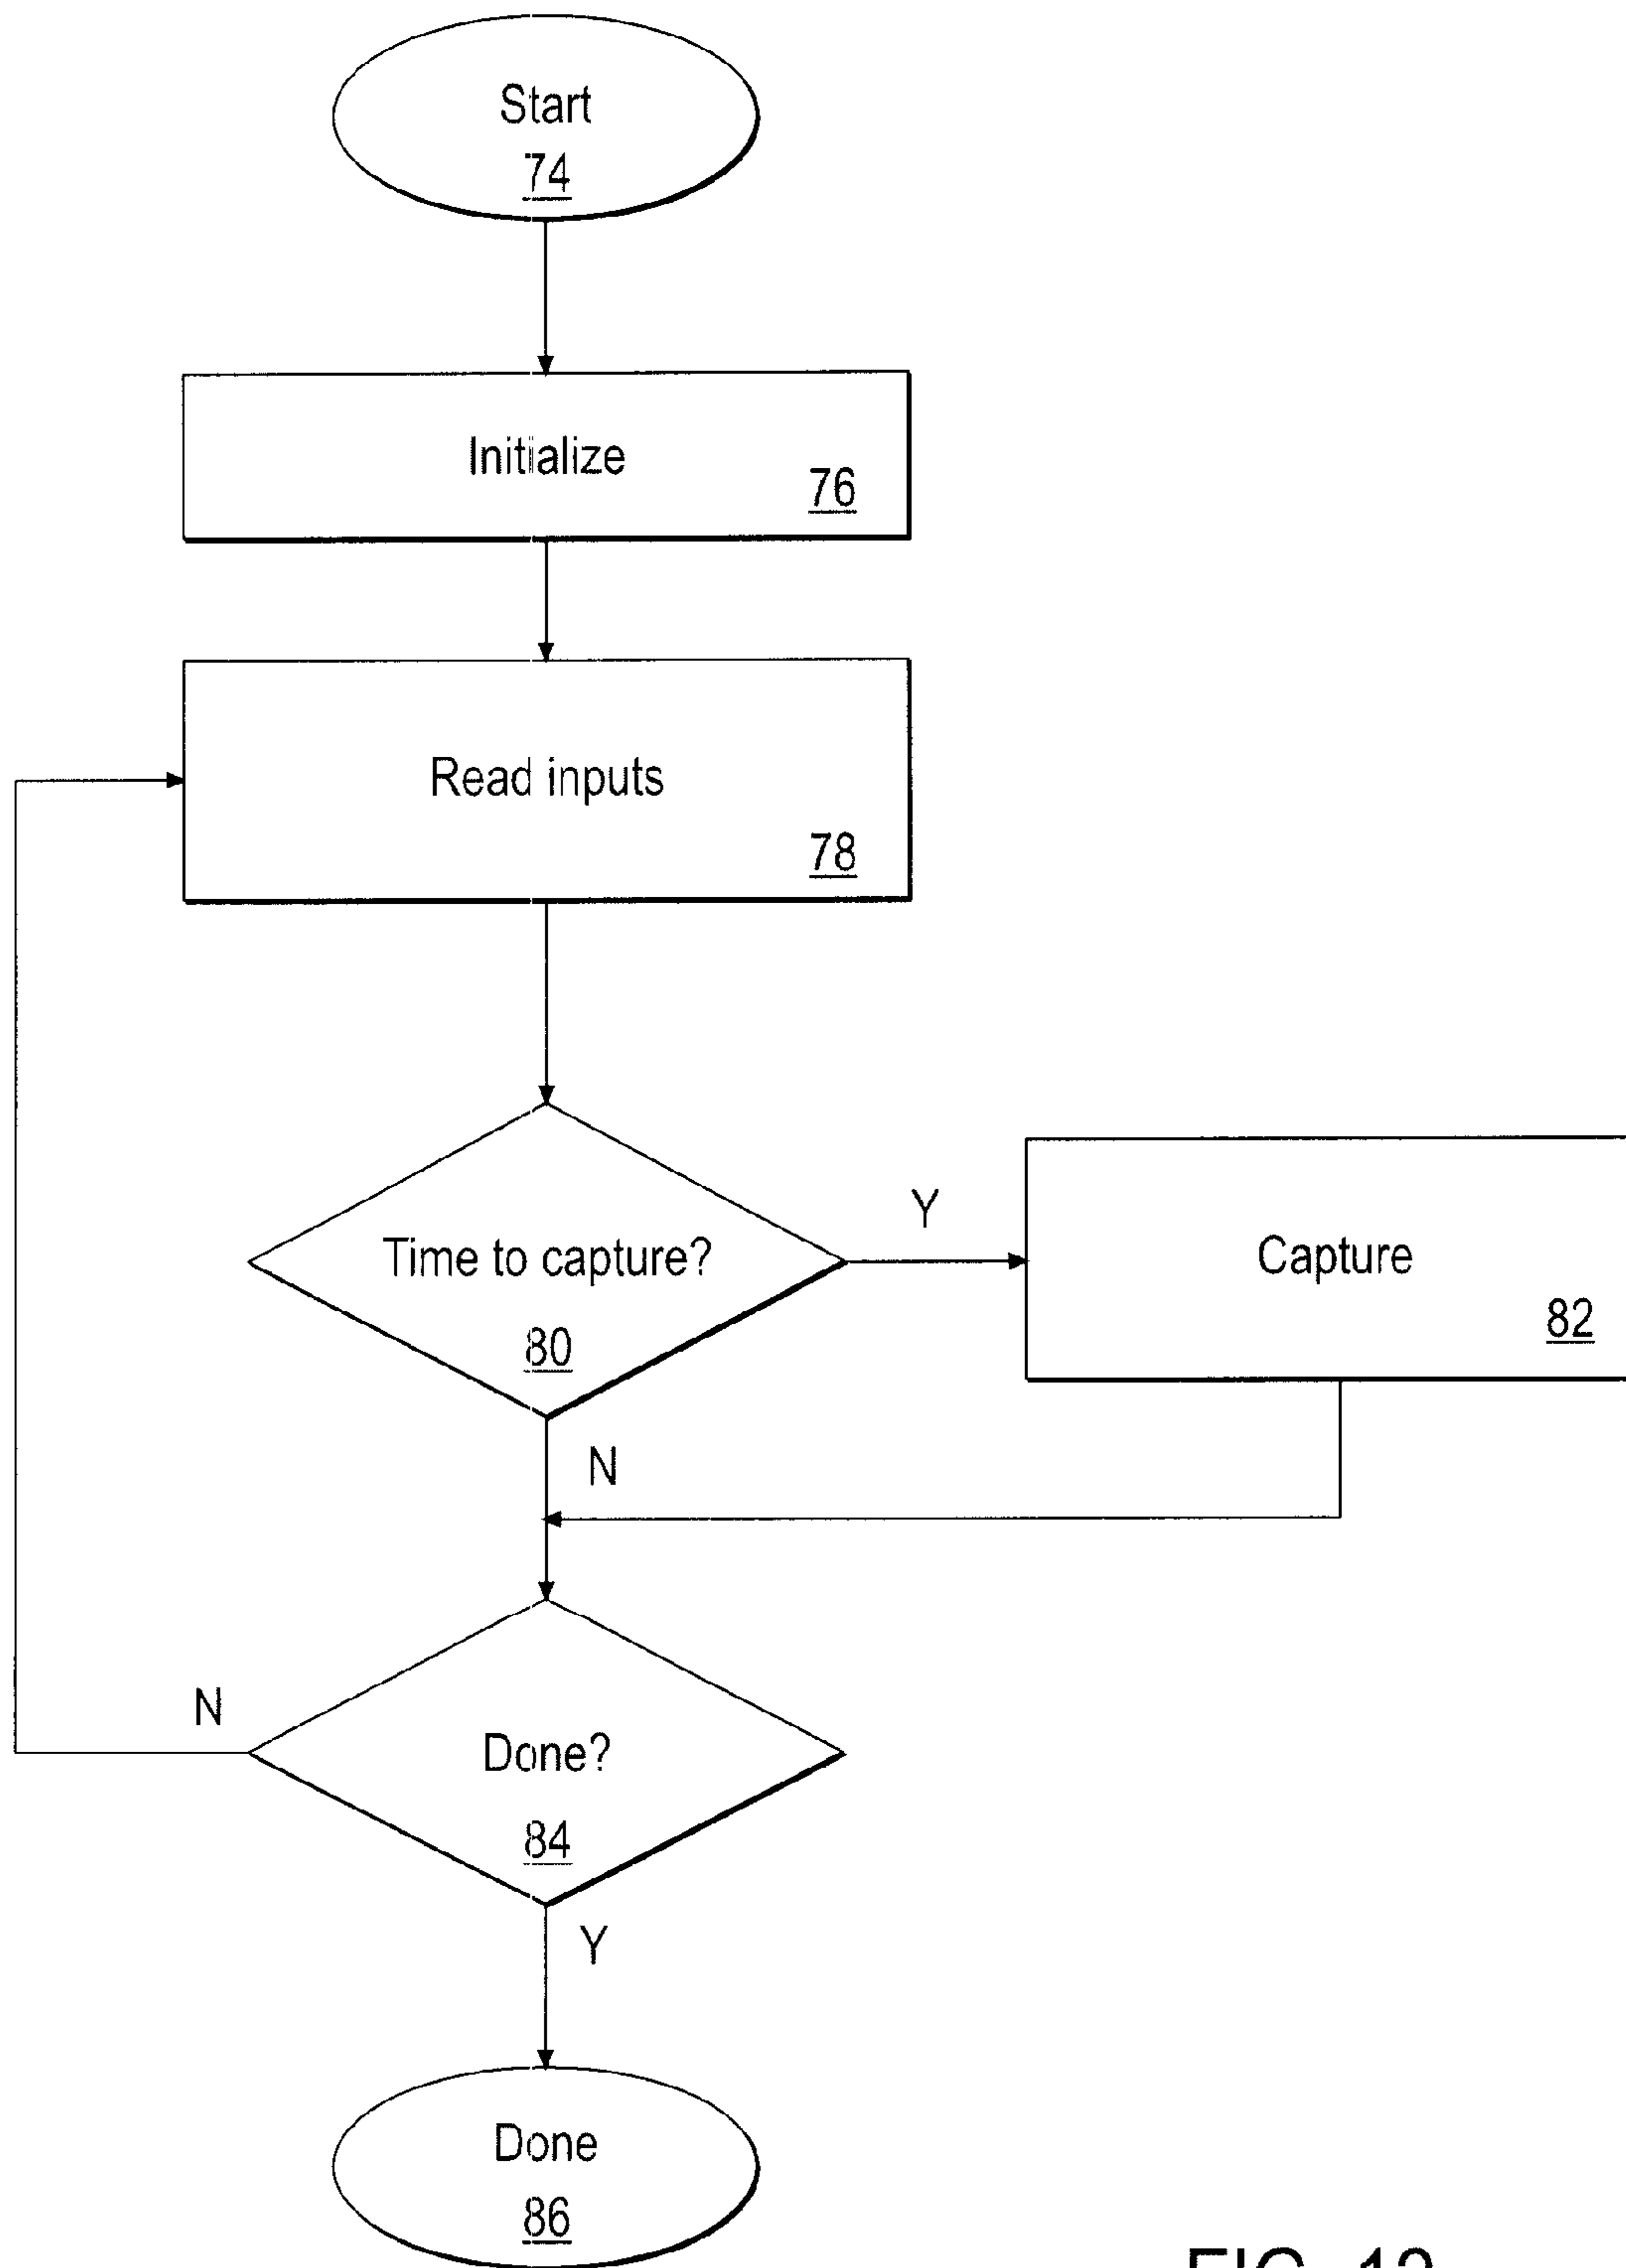 Start
74
Initialize
76
Read inputs
78
Time to capture?
80
Y
Capture
82
N
N
Done?
84
Y
Done
86